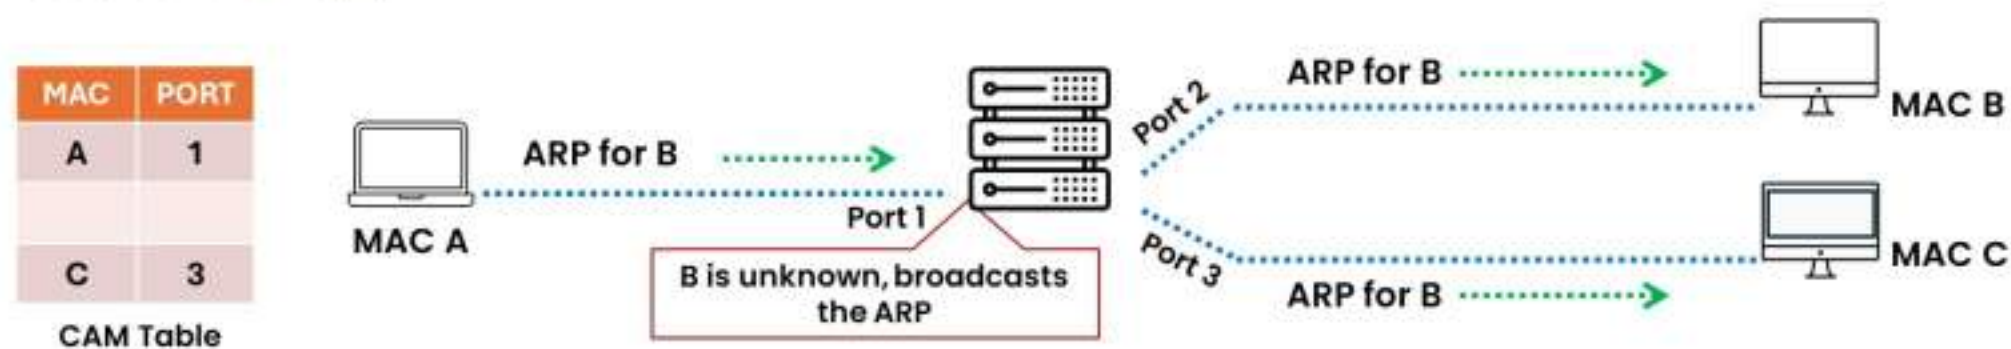 MAC PORT
A 1
C 3
CAM Table
MAC A
ARP for B
Port 1
B is unknown, broadcasts
the ARP
Port 2
ARP for B
MAC B
Port 3
ARP for B
MAC C